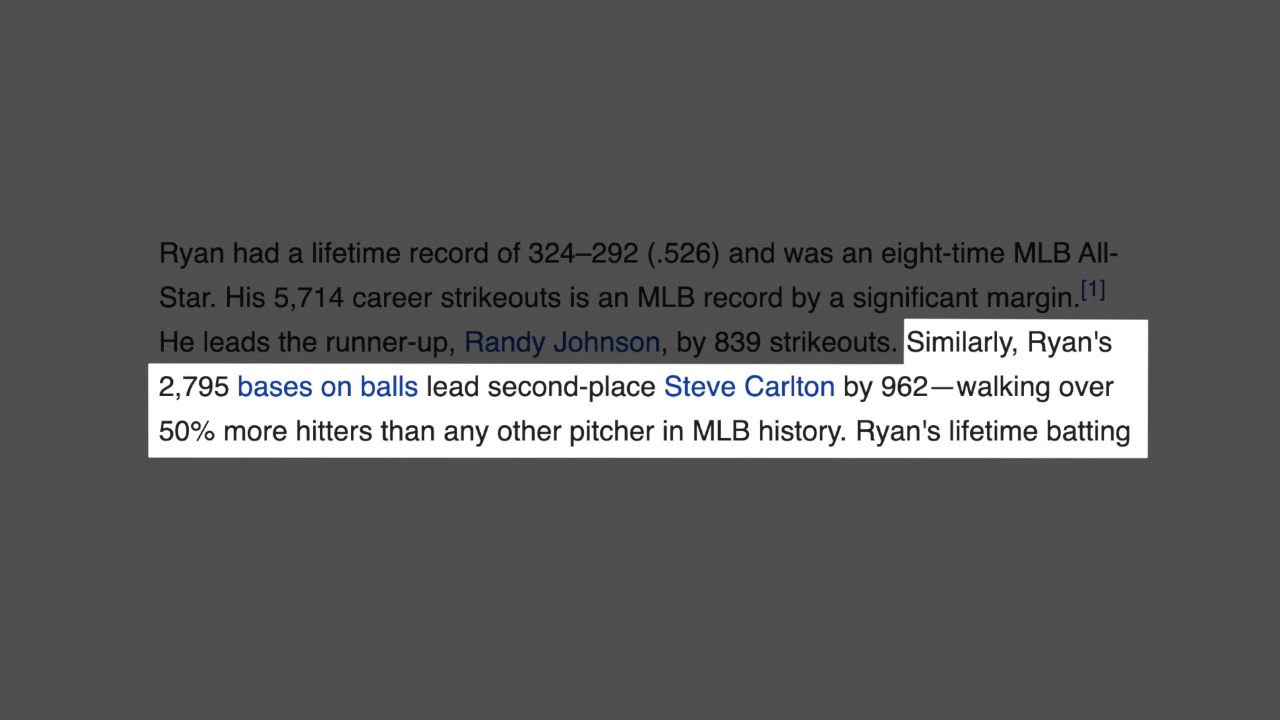 Ryan had a lifetime record of 324–292 (.526) and was an eight-time MLB All-
Star. His 5,714 career strikeouts is an MLB record by a significant margin.[1]
He leads the runner-up, Randy Johnson, by 839 strikeouts. Similarly, Ryan's
2,795 bases on balls lead second-place Steve Carlton by 962—walking over
50% more hitters than any other pitcher in MLB history. Ryan's lifetime batting